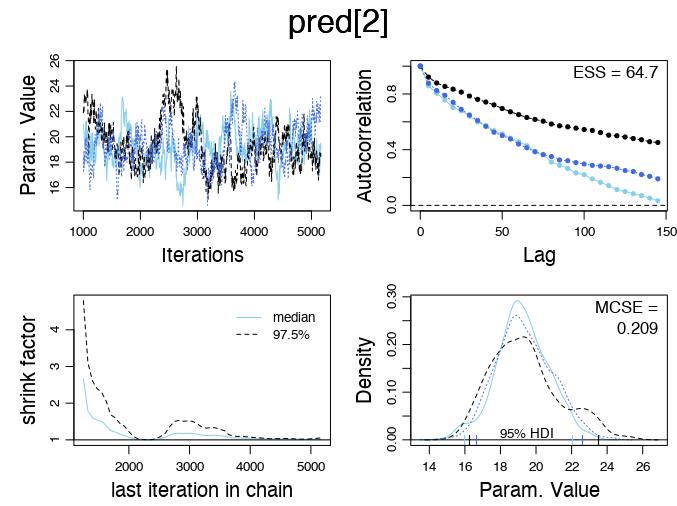 pred[2]
Param. Value
16 18 20 22 24 26
1000 2000 3000 4000 5000
Iterations
Autocorrelation
0.0 0.4 0.8
ESS = 64.7
0 50 100 150
Lag
shrink factor
1 2 3 4
median
97.5%
2000 3000 4000 5000
last iteration in chain
Density
0.00 0.10 0.20 0.30
MCSE =
0.209
95% HDI
14 16 18 20 22 24 26
Param. Value